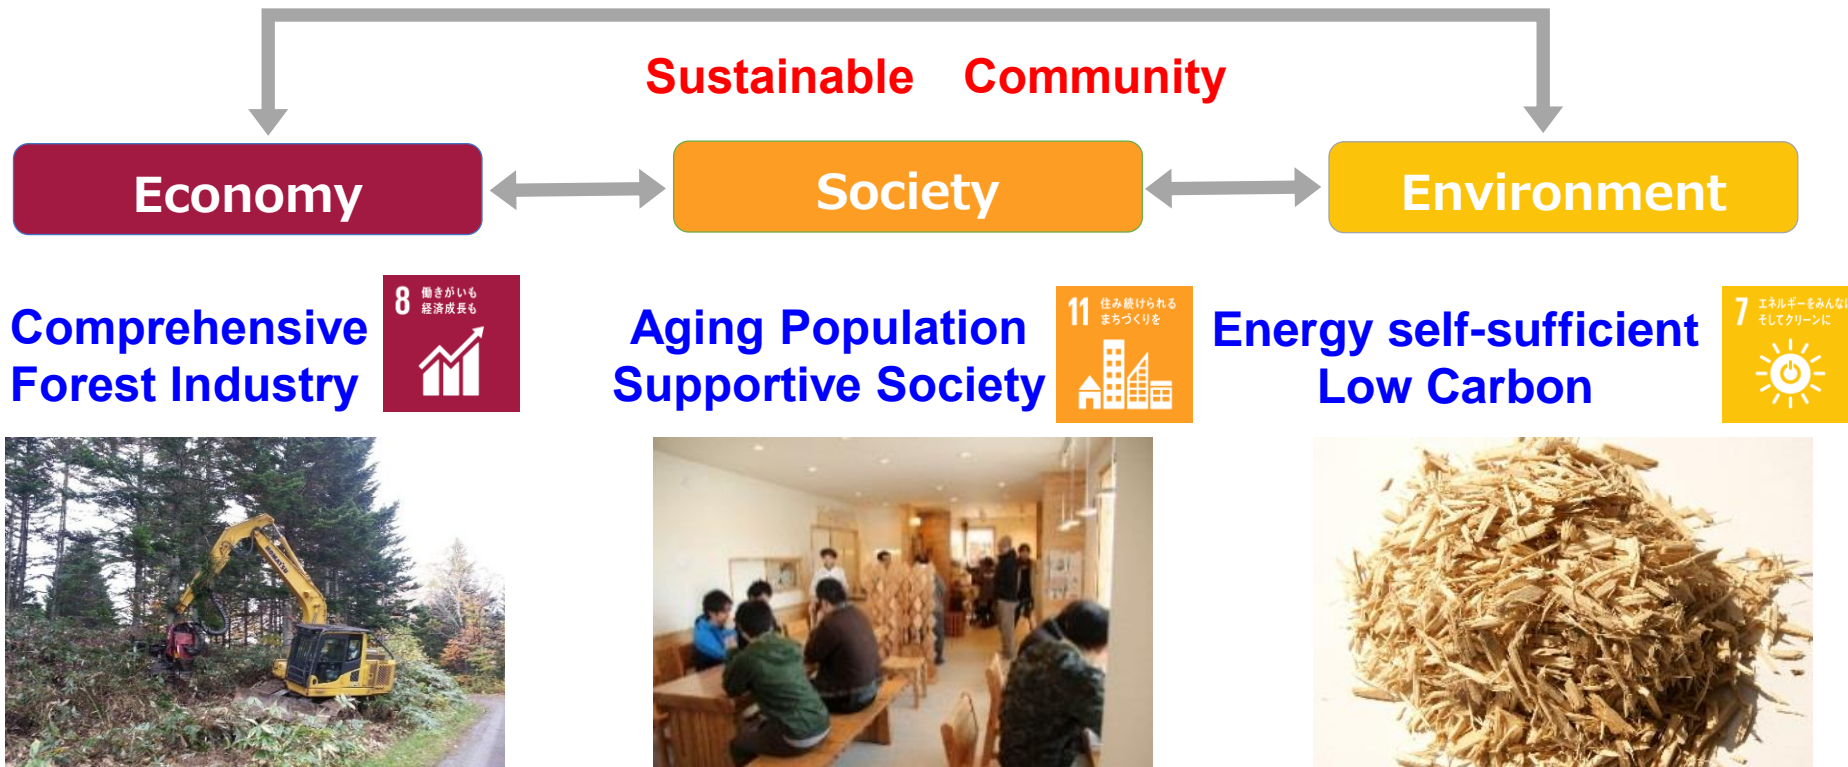 Sustainable Community
Economy
Society
Environment
Comprehensive
Forest Industry
8 働きがいも
経済成長も
Aging Population
Supportive Society
11 住み続けられる
まちづくりを
Energy self-sufficient
Low Carbon
7 エネルギーをみんなに
そしてクリーンに
KOMATSU